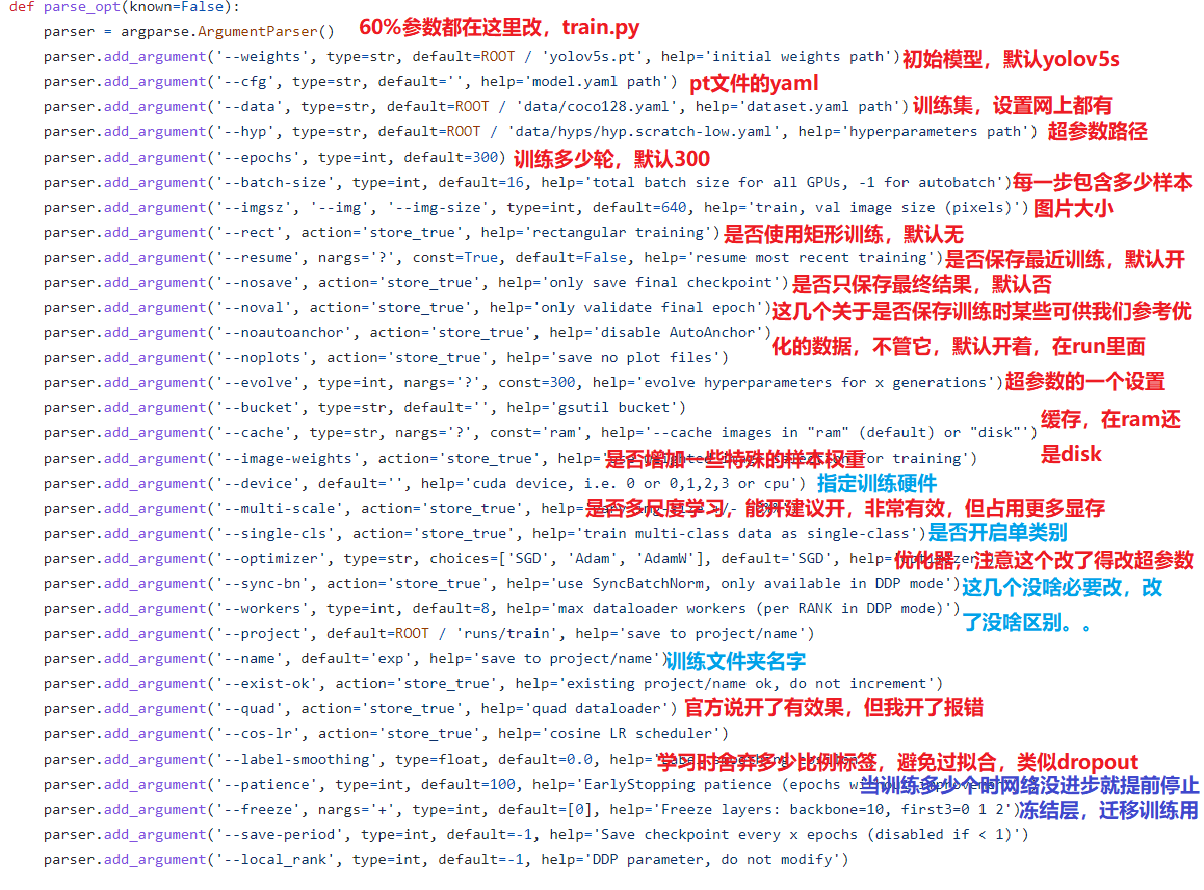 def parse_opt(known=False):
parser = argparse.ArgumentParser() 60%参数都在这里改，train.py
parser.add_argument('--weights', type=str, default=ROOT / 'yolov5s.pt', help='initial weights path') 初始模型，默认yolov5s
parser.add_argument('--cfg', type=str, default='', help='model.yaml path') pt文件的yaml
parser.add_argument('--data', type=str, default=ROOT / 'data/coco128.yaml', help='dataset.yaml path') 训练集，设置网上都有
parser.add_argument('--hyp', type=str, default=ROOT / 'data/hyps/hyp.scratch-low.yaml', help='hyperparameters path') 超参数路径
parser.add_argument('--epochs', type=int, default=300) 训练多少轮，默认300
parser.add_argument('--batch-size', type=int, default=16, help='total batch size for all GPUs, -1 for autobatch') 每一步包含多少样本
parser.add_argument('--imgsz', '--img', '--img-size', type=int, default=640, help='train, val image size (pixels)') 图片大小
parser.add_argument('--rect', action='store_true', help='rectangular training') 是否使用矩形训练，默认无
parser.add_argument('--resume', nargs='?', const=True, default=False, help='resume most recent training') 是否保存最近训练，默认开
parser.add_argument('--nosave', action='store_true', help='only save final checkpoint') 是否只保存最终结果，默认否
parser.add_argument('--noval', action='store_true', help='only validate final epoch') 这几个关于是否保存训练时某些可供我们参考优
parser.add_argument('--noautoanchor', action='store_true', help='disable AutoAnchor')
化的数据，不管它，默认开着，在run里面
parser.add_argument('--noplots', action='store_true', help='save no plot files')
parser.add_argument('--evolve', type=int, nargs='?', const=300, help='evolve hyperparameters for x generations') 超参数的一个设置
parser.add_argument('--bucket', type=str, default='', help='gsutil bucket')
缓存，在ram还
parser.add_argument('--cache', type=str, nargs='?', const='ram', help='--cache images in "ram" (default) or "disk"')
是disk
parser.add_argument('--image-weights', action='store_true', help= 是否增加一些特殊的样本权重 for training')
parser.add_argument('--device', default='', help='cuda device, i.e. 0 or 0,1,2,3 or cpu') 指定训练硬件
parser.add_argument('--multi-scale', action='store_true', help= 是否多尺度学习，能开建议开，非常有效，但占用更多显存
parser.add_argument('--single-cls', action='store_true', help='train multi-class data as single-class') 是否开启单类别
parser.add_argument('--optimizer', type=str, choices=['SGD', 'Adam', 'AdamW'], default='SGD', help= 优化器，注意这个改了得改超参数
parser.add_argument('--sync-bn', action='store_true', help='use SyncBatchNorm, only available in DDP mode') 这几个没啥必要改，改
parser.add_argument('--workers', type=int, default=8, help='max dataloader workers (per RANK in DDP mode)')
了没啥区别。。
parser.add_argument('--project', default=ROOT / 'runs/train', help='save to project/name')
parser.add_argument('--name', default='exp', help='save to project/name') 训练文件夹名字
parser.add_argument('--exist-ok', action='store_true', help='existing project/name ok, do not increment')
parser.add_argument('--quad', action='store_true', help='quad dataloader') 官方说开了有效果，但我开了报错
parser.add_argument('--cos-lr', action='store_true', help='cosine LR scheduler')
parser.add_argument('--label-smoothing', type=float, default=0.0, help= 学习时舍弃多少比例标签，避免过拟合，类似dropout
parser.add_argument('--patience', type=int, default=100, help='EarlyStopping patience (epochs 当训练多少个时网络没进步就提前停止
parser.add_argument('--freeze', nargs='+', type=int, default=[0], help='Freeze layers: backbone=10, first3=0 1 2') 冻结层，迁移训练用
parser.add_argument('--save-period', type=int, default=-1, help='Save checkpoint every x epochs (disabled if < 1)')
parser.add_argument('--local_rank', type=int, default=-1, help='DDP parameter, do not modify')